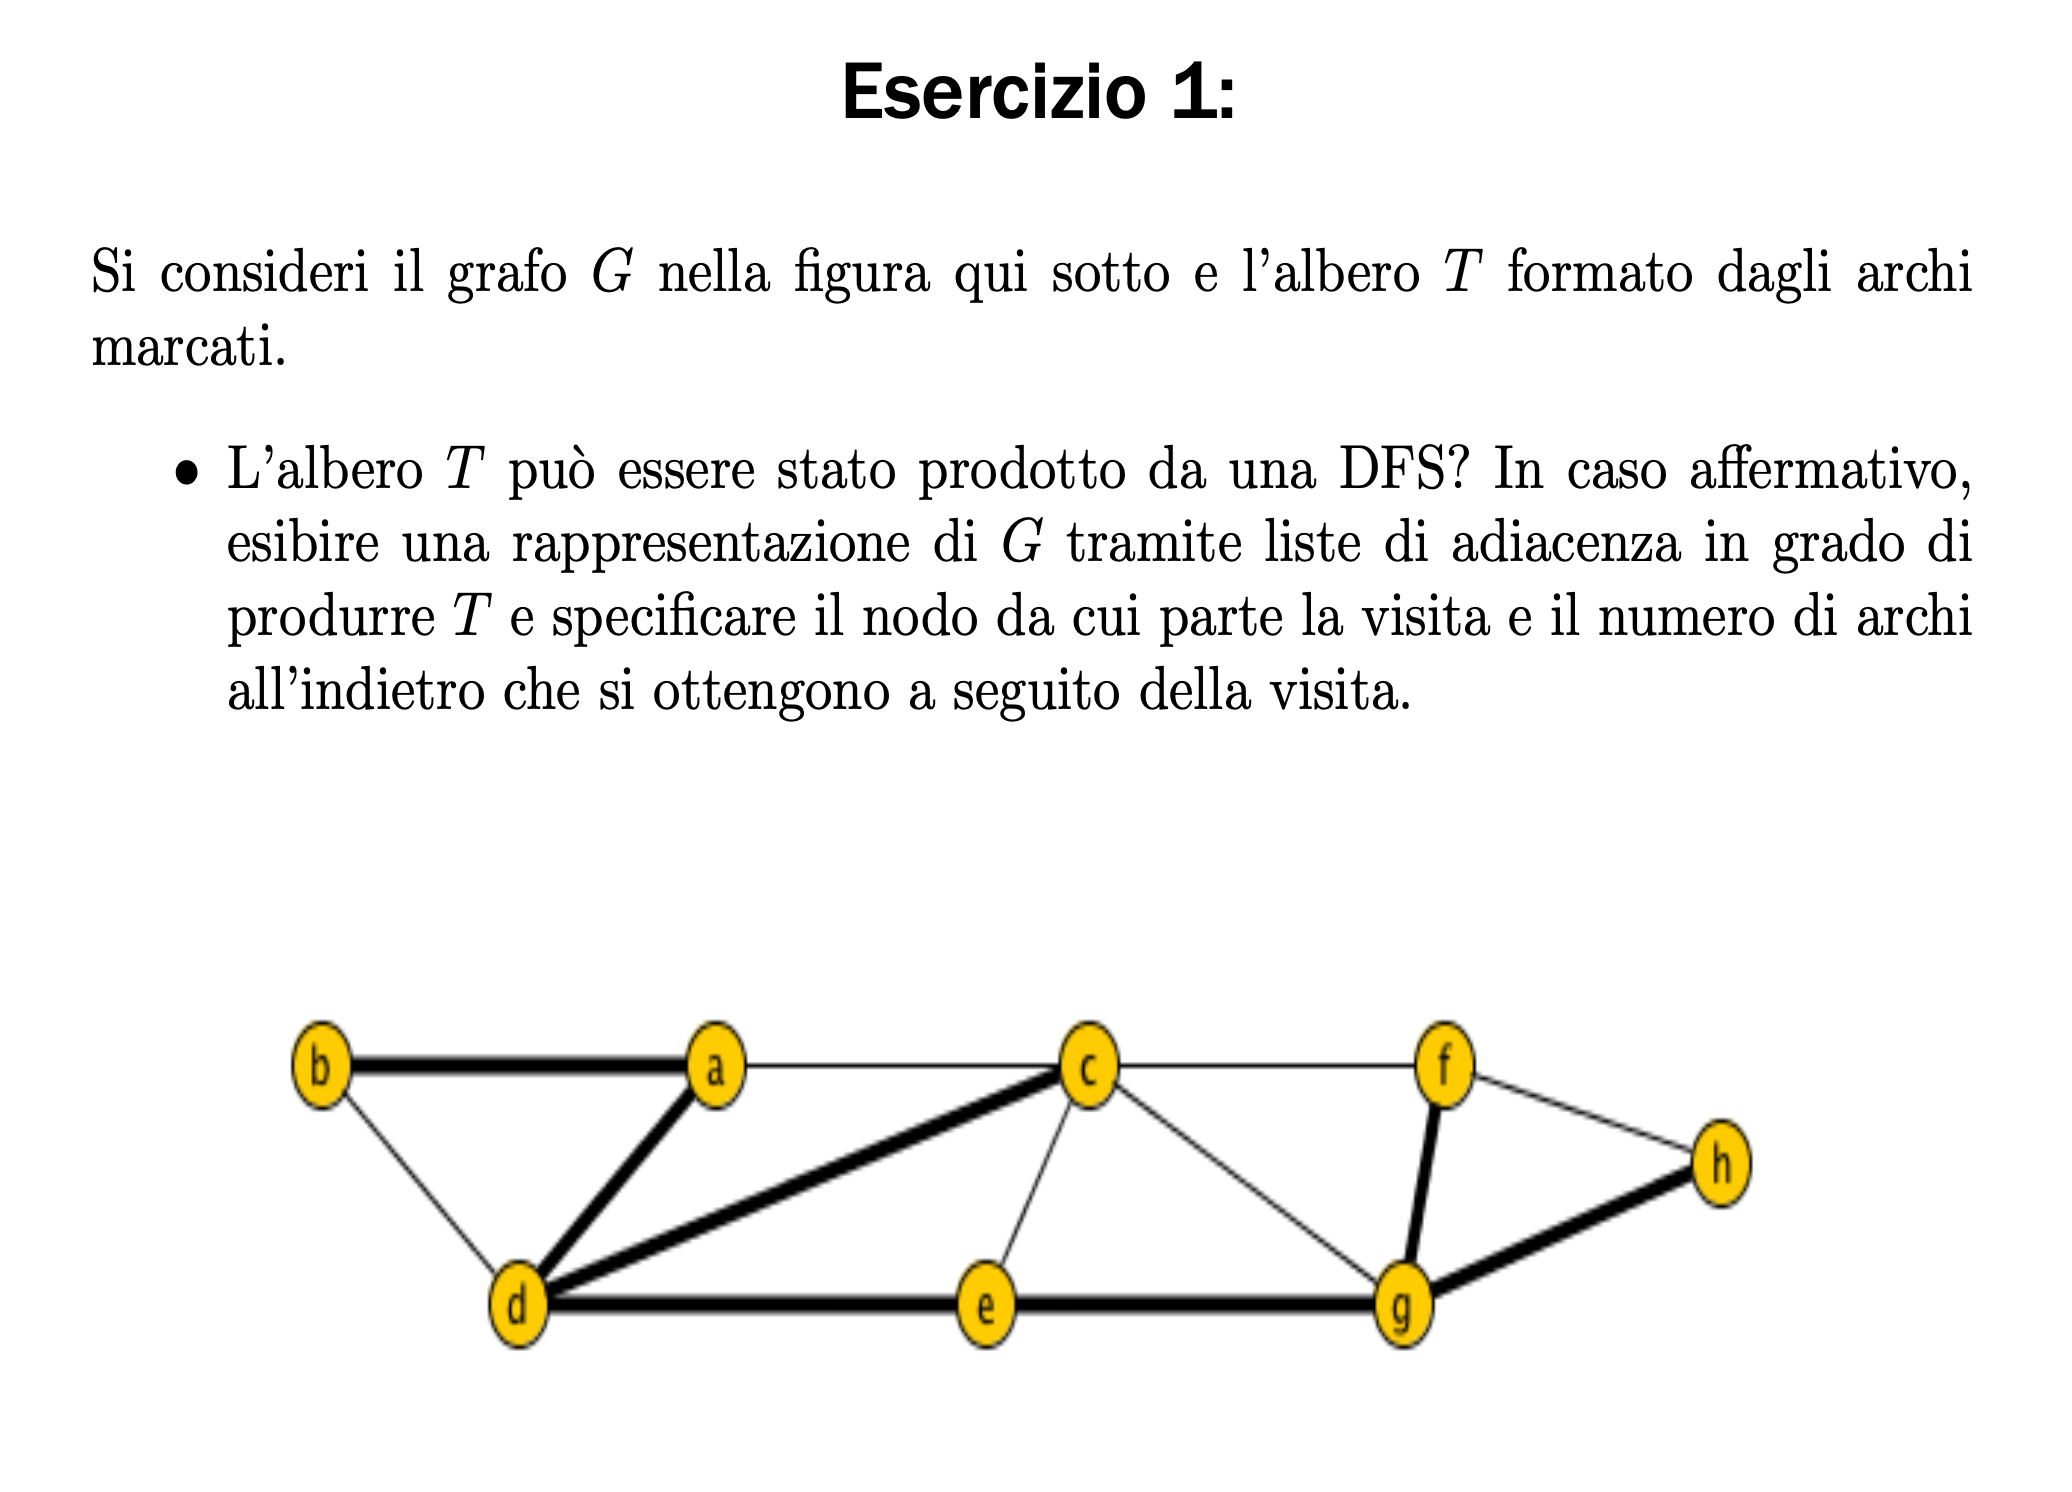 Esercizio 1:
Si consideri il grafo G nella figura qui sotto e l'albero T formato dagli archi
marcati.
• L'albero T può essere stato prodotto da una DFS? In caso affermativo,
esibire una rappresentazione di G tramite liste di adiacenza in grado di
produrre T e specificare il nodo da cui parte la visita e il numero di archi
all'indietro che si ottengono a seguito della visita.
b a c f
h
d e g